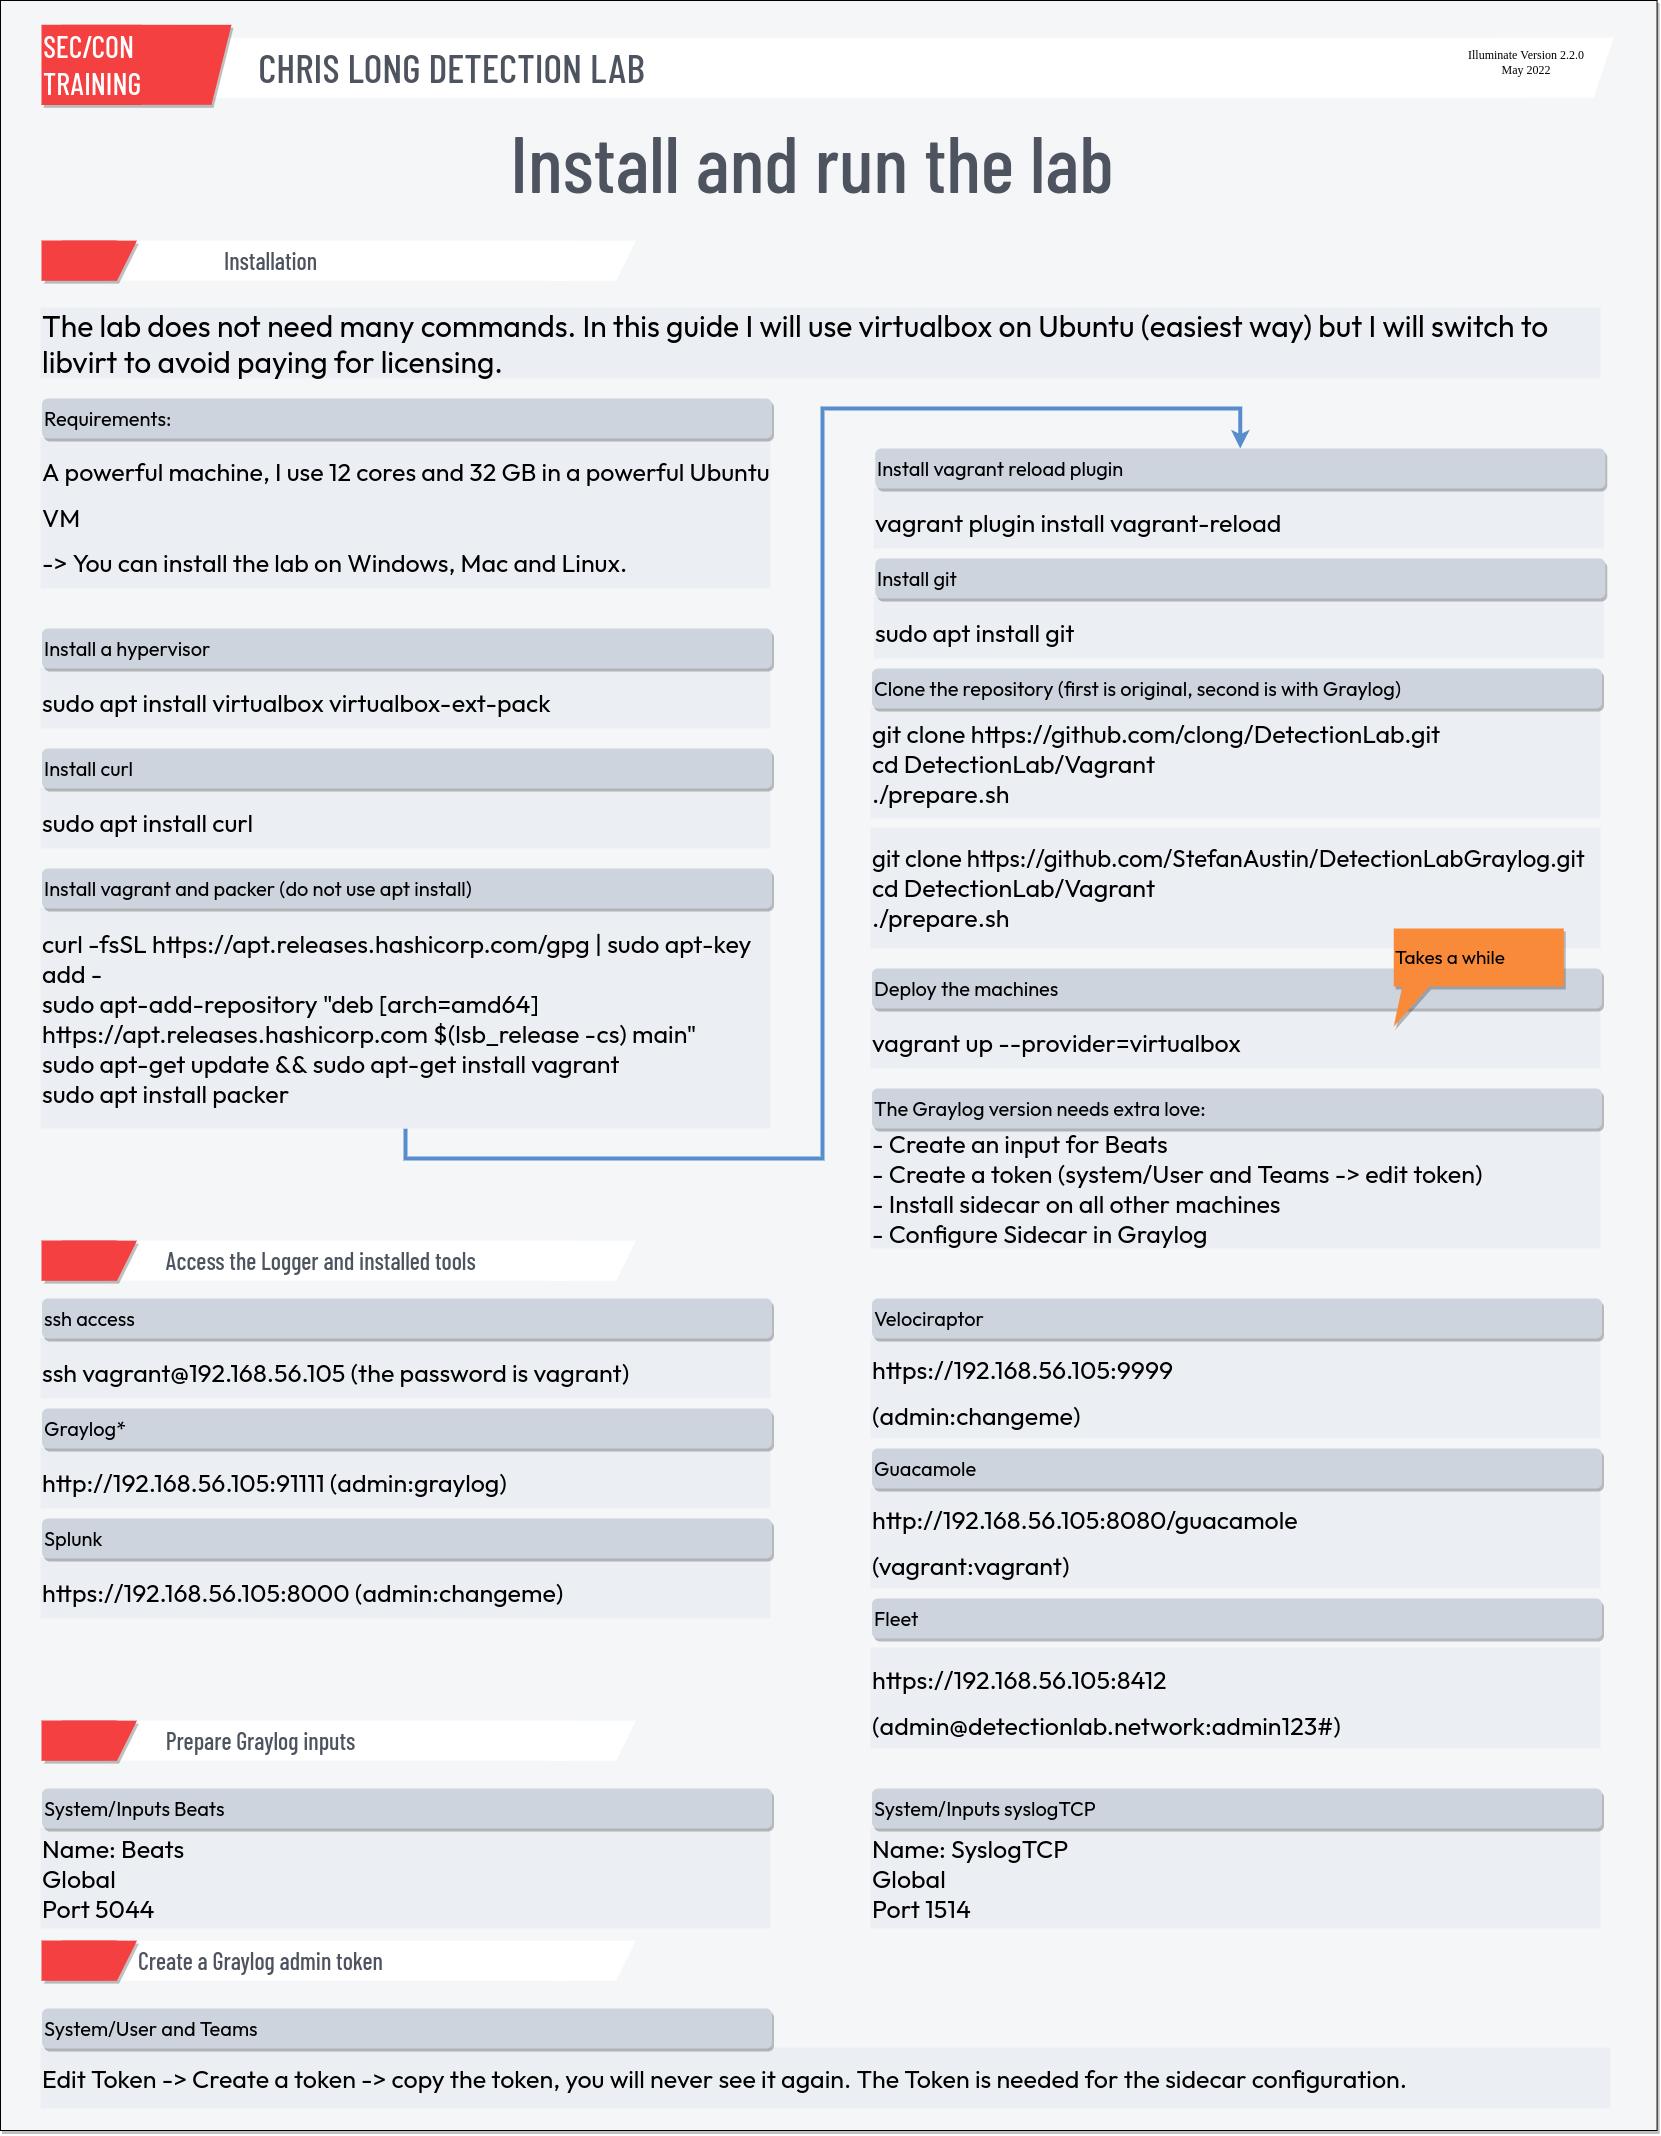 SEC/CON
TRAINING
CHRIS LONG DETECTION LAB
Illuminate Version 2.2.0
May 2022
Install and run the lab
Installation
The lab does not need many commands. In this guide I will use virtualbox on Ubuntu (easiest way) but I will switch to
libvirt to avoid paying for licensing.
Requirements:
A powerful machine, I use 12 cores and 32 GB in a powerful Ubuntu
VM
-> You can install the lab on Windows, Mac and Linux.
Install a hypervisor
sudo apt install virtualbox virtualbox-ext-pack
Install curl
sudo apt install curl
Install vagrant and packer (do not use apt install)
curl -fsSL https://apt.releases.hashicorp.com/gpg | sudo apt-key
add -
sudo apt-add-repository "deb [arch=amd64]
https://apt.releases.hashicorp.com $(lsb_release -cs) main"
sudo apt-get update && sudo apt-get install vagrant
sudo apt install packer
Install vagrant reload plugin
vagrant plugin install vagrant-reload
Install git
sudo apt install git
Clone the repository (first is original, second is with Graylog)
git clone https://github.com/clong/DetectionLab.git
cd DetectionLab/Vagrant
./prepare.sh
git clone https://github.com/StefanAustin/DetectionLabGraylog.git
cd DetectionLab/Vagrant
./prepare.sh
Takes a while
Deploy the machines
vagrant up --provider=virtualbox
The Graylog version needs extra love:
- Create an input for Beats
- Create a token (system/User and Teams -> edit token)
- Install sidecar on all other machines
- Configure Sidecar in Graylog
Access the Logger and installed tools
ssh access
ssh vagrant@192.168.56.105 (the password is vagrant)
Graylog*
http://192.168.56.105:91111 (admin:graylog)
Splunk
https://192.168.56.105:8000 (admin:changeme)
Velociraptor
https://192.168.56.105:9999
(admin:changeme)
Guacamole
http://192.168.56.105:8080/guacamole
(vagrant:vagrant)
Fleet
https://192.168.56.105:8412
(admin@detectionlab.network:admin123#)
Prepare Graylog inputs
System/Inputs Beats
Name: Beats
Global
Port 5044
System/Inputs syslogTCP
Name: SyslogTCP
Global
Port 1514
Create a Graylog admin token
System/User and Teams
Edit Token -> Create a token -> copy the token, you will never see it again. The Token is needed for the sidecar configuration.